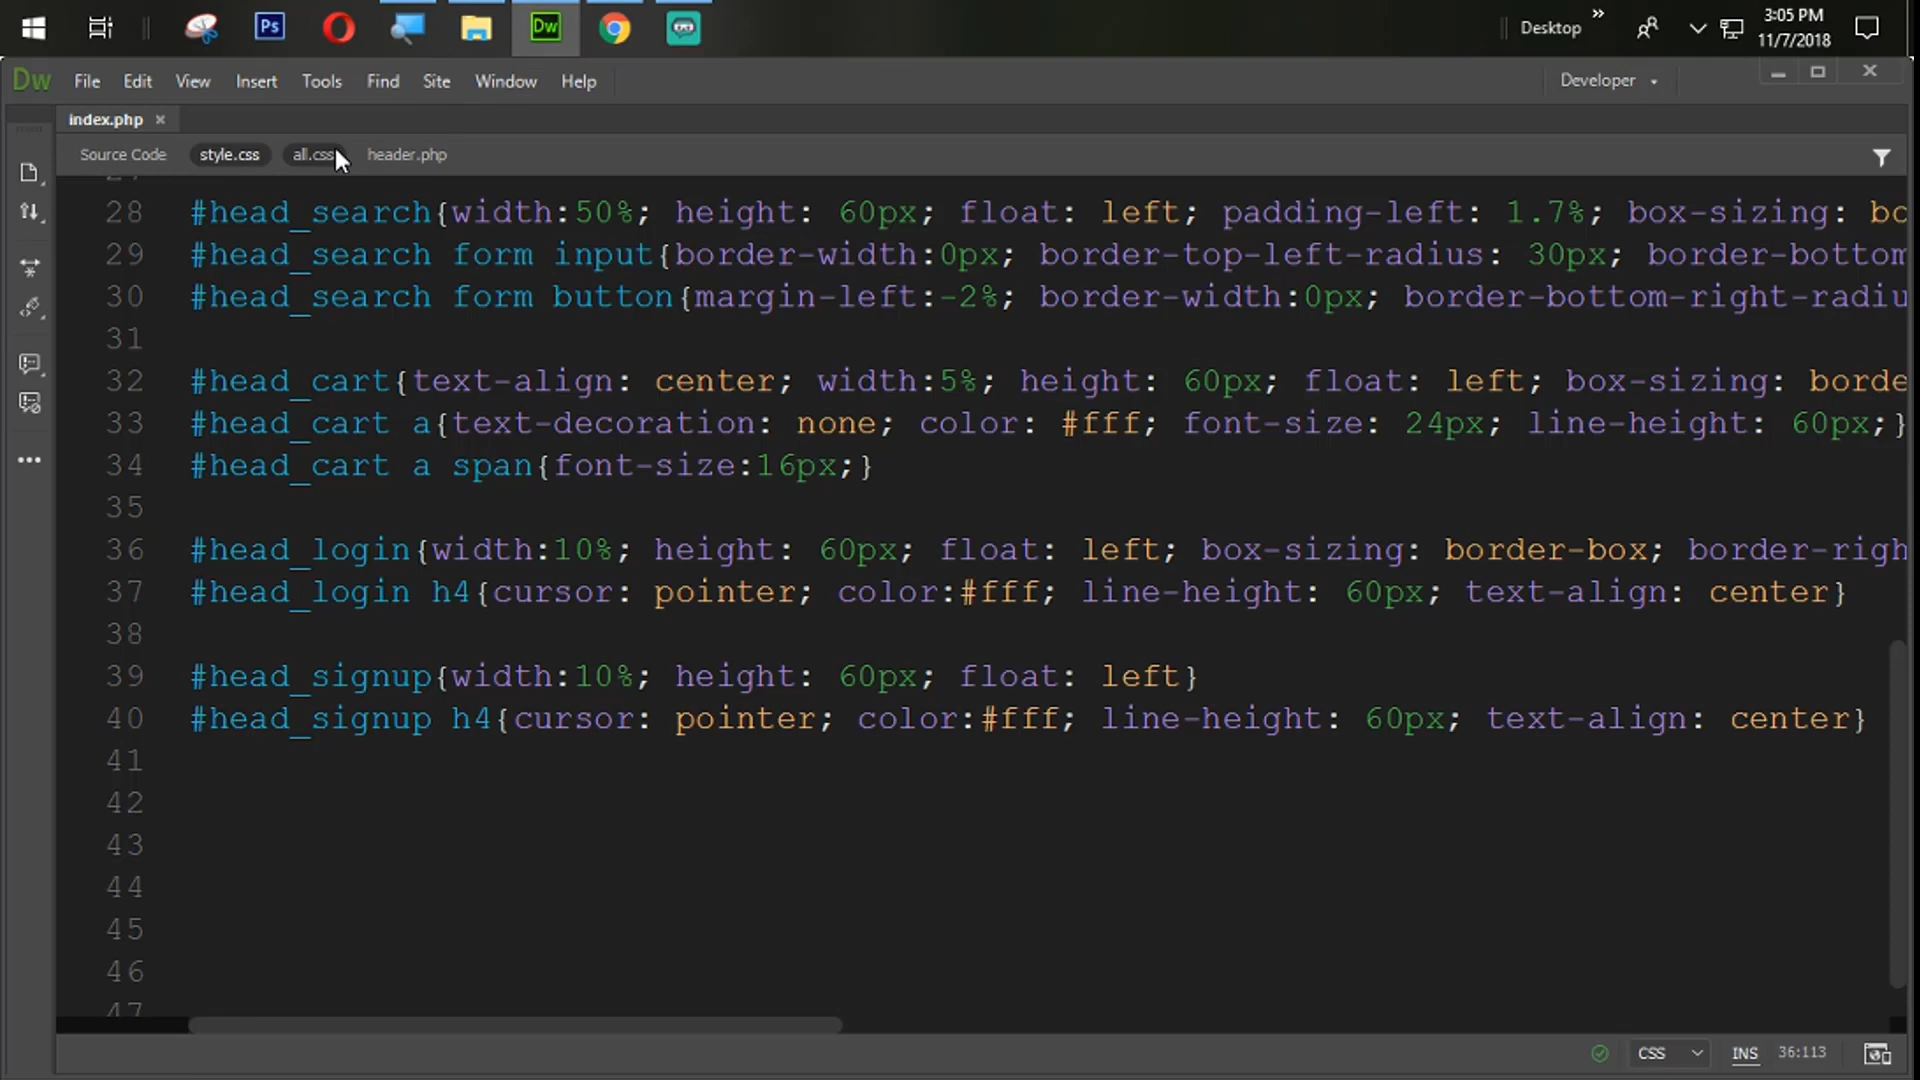 Ps
Dw
Desktop
»
3:05 PM
11/7/2018
Dw File Edit View Insert Tools Find Site Window Help Developer
index.php ×
Source Code style.css all.css header.php
28 #head_search{width:50%; height: 60px; float: left; padding-left: 1.7%; box-sizing: bo
29 #head_search form input{border-width:0px; border-top-left-radius: 30px; border-bottom
30 #head_search form button{margin-left:-2%; border-width:0px; border-bottom-right-radiu
31
32 #head_cart{text-align: center; width:5%; height: 60px; float: left; box-sizing: borde
33 #head_cart a{text-decoration: none; color: #fff; font-size: 24px; line-height: 60px;}
34 #head_cart a span{font-size:16px;}
35
36 #head_login{width:10%; height: 60px; float: left; box-sizing: border-box; border-righ
37 #head_login h4{cursor: pointer; color:#fff; line-height: 60px; text-align: center}
38
39 #head_signup{width:10%; height: 60px; float: left}
40 #head_signup h4{cursor: pointer; color:#fff; line-height: 60px; text-align: center}
41
42
43
44
45
46
47
CSS INS 36:113